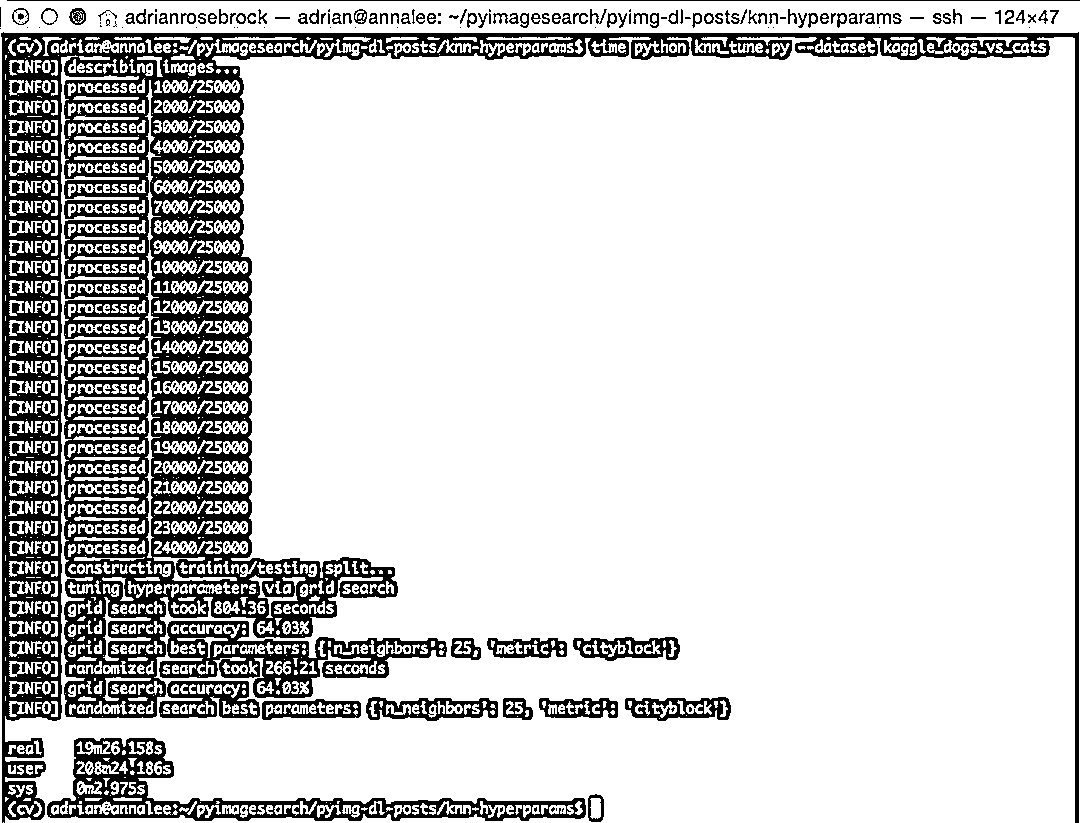 adrianrosebrock — adrian@annalee: ~/pyimagesearch/pyimg-dl-posts/knn-hyperparams — ssh — 124×47
(cv) adrian@annalee:~/pyimagesearch/pyimg-dl-posts/knn-hyperparams$ time python knn_tune.py --dataset kaggle_dogs_vs_cats
[INFO] describing images...
[INFO] processed 1000/25000
[INFO] processed 2000/25000
[INFO] processed 3000/25000
[INFO] processed 4000/25000
[INFO] processed 5000/25000
[INFO] processed 6000/25000
[INFO] processed 7000/25000
[INFO] processed 8000/25000
[INFO] processed 9000/25000
[INFO] processed 10000/25000
[INFO] processed 11000/25000
[INFO] processed 12000/25000
[INFO] processed 13000/25000
[INFO] processed 14000/25000
[INFO] processed 15000/25000
[INFO] processed 16000/25000
[INFO] processed 17000/25000
[INFO] processed 18000/25000
[INFO] processed 19000/25000
[INFO] processed 20000/25000
[INFO] processed 21000/25000
[INFO] processed 22000/25000
[INFO] processed 23000/25000
[INFO] processed 24000/25000
[INFO] constructing training/testing split...
[INFO] tuning hyperparameters via grid search
[INFO] grid search took 804.36 seconds
[INFO] grid search accuracy: 64.03%
[INFO] grid search best parameters: {'n_neighbors': 25, 'metric': 'cityblock'}
[INFO] randomized search took 266.21 seconds
[INFO] grid search accuracy: 64.03%
[INFO] randomized search best parameters: {'n_neighbors': 25, 'metric': 'cityblock'}
real 19m26.158s
user 208m24.186s
sys 0m2.975s
(cv) adrian@annalee:~/pyimagesearch/pyimg-dl-posts/knn-hyperparams$